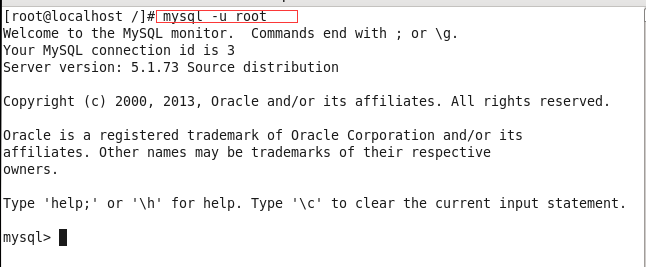 [root@localhost /]# mysql -u root
Welcome to the MySQL monitor.  Commands end with ; or \g.
Your MySQL connection id is 3
Server version: 5.1.73 Source distribution
Copyright (c) 2000, 2013, Oracle and/or its affiliates. All rights reserved.
Oracle is a registered trademark of Oracle Corporation and/or its
affiliates. Other names may be trademarks of their respective
owners.
Type 'help;' or '\h' for help. Type '\c' to clear the current input statement.
mysql>